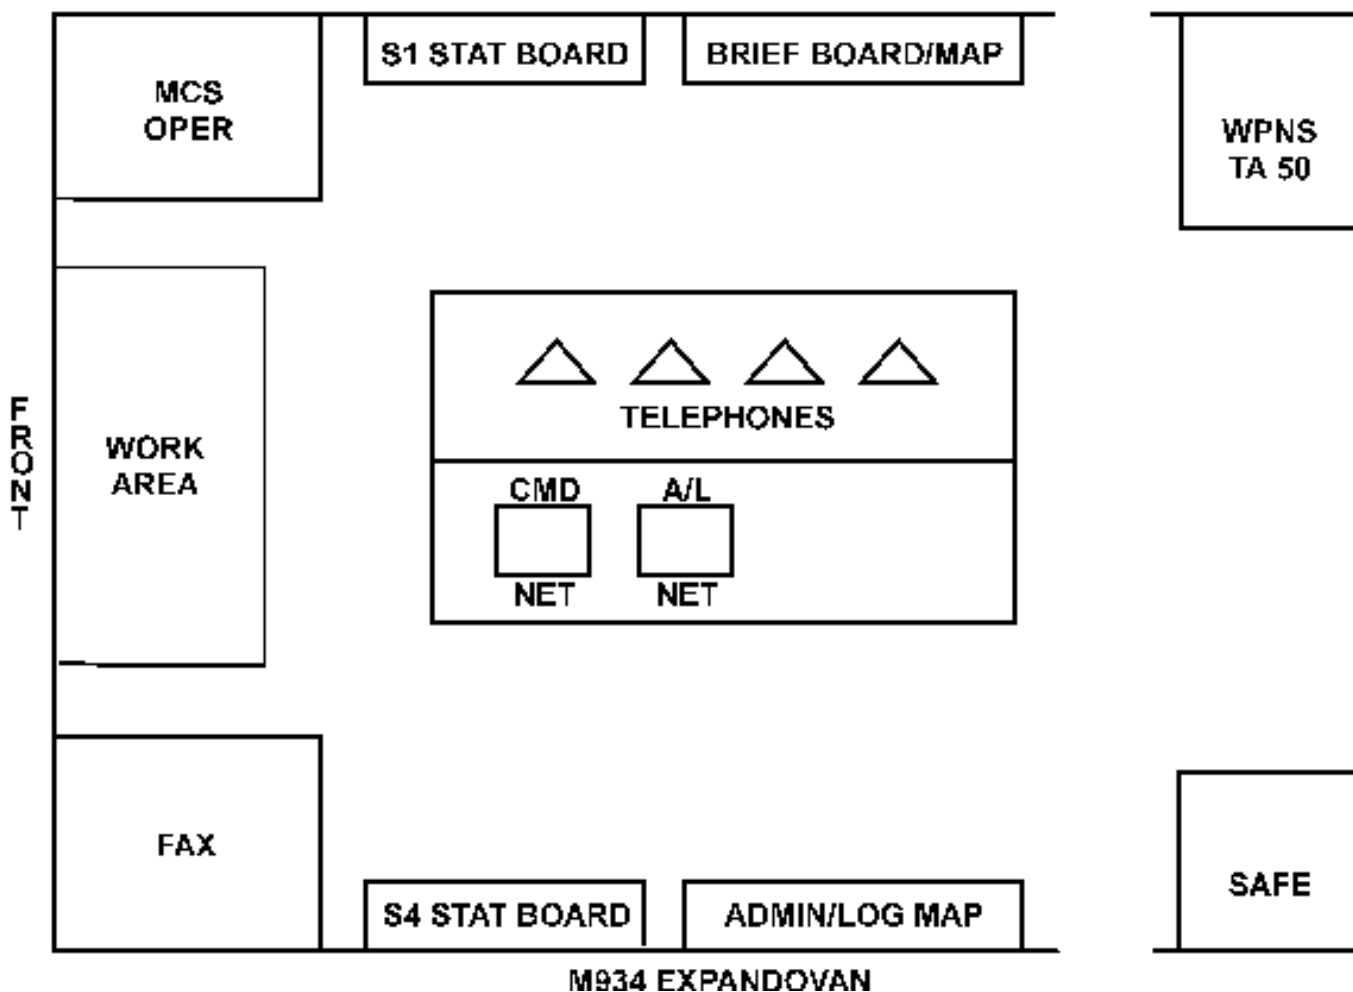 S1 STAT BOARD
BRIEF BOARD/MAP
MCS
OPER
WPNS
TA 50
FRONT
WORK
AREA
TELEPHONES
CMD
NET
A/L
NET
FAX
SAFE
S4 STAT BOARD
ADMIN/LOG MAP
M934 EXPANDOVAN